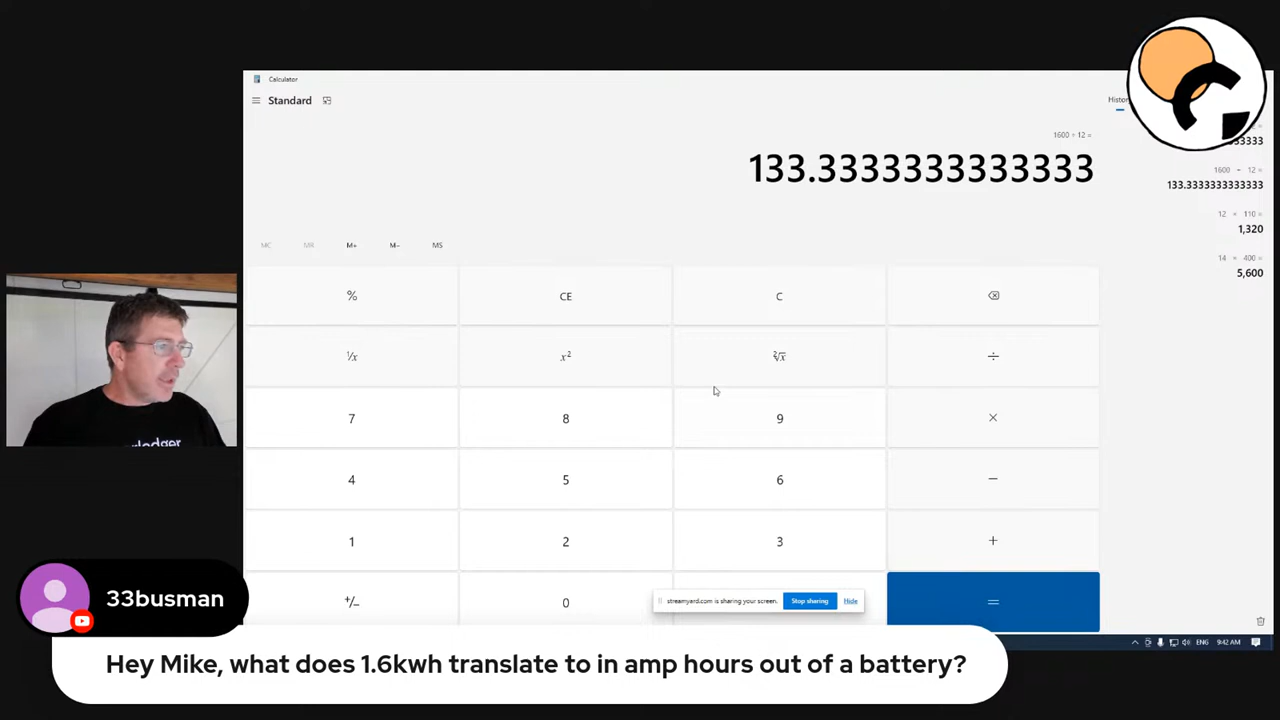 Calculator
Standard
1600 ÷ 12 =
133.3333333333333
1600 ÷ 12 =
133.3333333333333
12 × 110 =
1,320
14 × 400 =
5,600
MC MR M+ M− MS
% CE C
⅟x x² ²√x ÷
7 8 9 ×
4 5 6 −
1 2 3 +
+/− 0 =
streamyard.com is sharing your screen. Stop sharing Hide
ENG 9:42 AM
33busman
Hey Mike, what does 1.6kwh translate to in amp hours out of a battery?